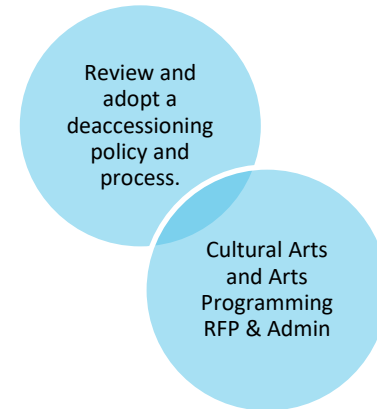 Review and
adopt a
deaccessioning
policy and
process.
Cultural Arts
and Arts
Programming
RFP & Admin